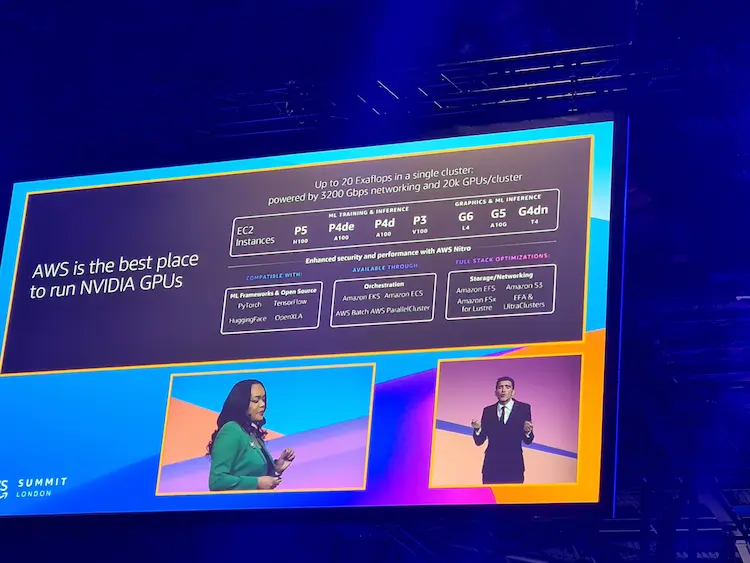 Up to 20 Exaflops in a single cluster:
powered by 3200 Gbps networking and 20k GPUs/cluster
AWS is the best place
to run NVIDIA GPUs
EC2
Instances
ML TRAINING & INFERENCE
P5 P4de P4d P3
H100 A100 A100 V100
GRAPHICS & ML INFERENCE
G6 G5 G4dn
L4 A10G T4
Enhanced security and performance with AWS Nitro
COMPATIBLE WITH:
ML Frameworks & Open Source
PyTorch TensorFlow
HuggingFace OpenXLA
AVAILABLE THROUGH:
Orchestration
Amazon EKS Amazon ECS
AWS Batch AWS ParallelCluster
FULL STACK OPTIMIZATIONS:
Storage/Networking
Amazon EFS Amazon S3
Amazon FSx EFA &
for Lustre UltraClusters
SUMMIT
LONDON